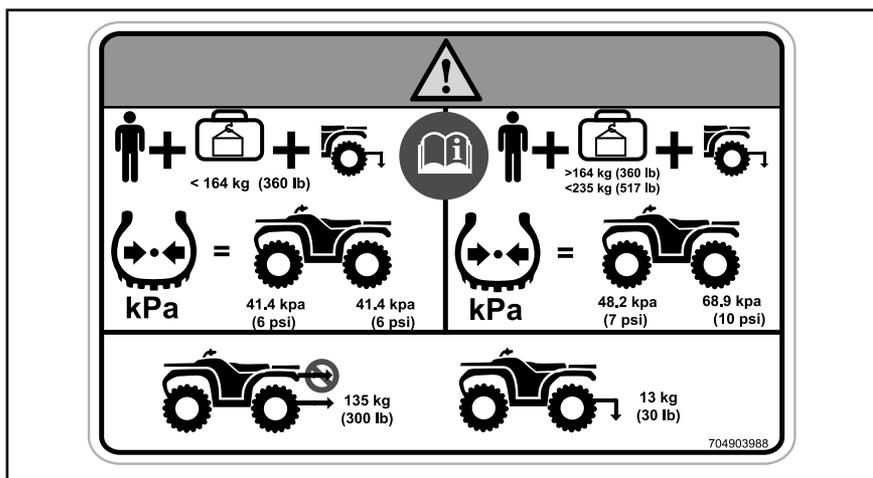 < 164 kg (360 lb)
kPa
=
41.4 kpa
(6 psi)
41.4 kpa
(6 psi)
i
>164 kg (360 lb)
<235 kg (517 lb)
kPa
=
48.2 kpa
(7 psi)
68.9 kpa
(10 psi)
135 kg
(300 lb)
13 kg
(30 lb)
704903988